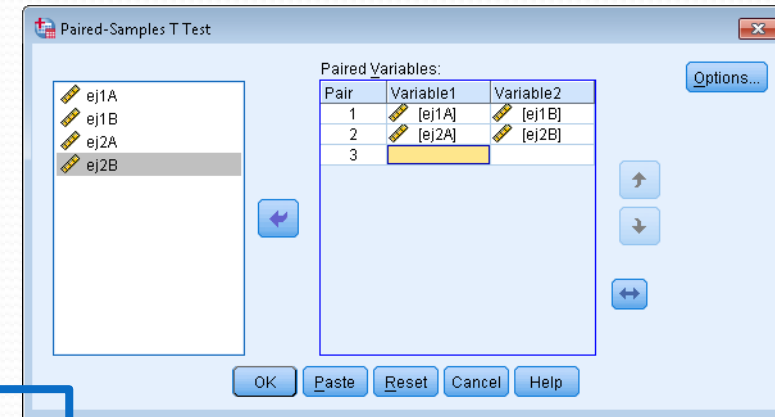 Paired-Samples T Test
Paired Variables:
Options...
ej1A
ej1B
ej2A
ej2B
Pair Variable1 Variable2
1 [ej1A] [ej1B]
2 [ej2A] [ej2B]
3
OK Paste Reset Cancel Help